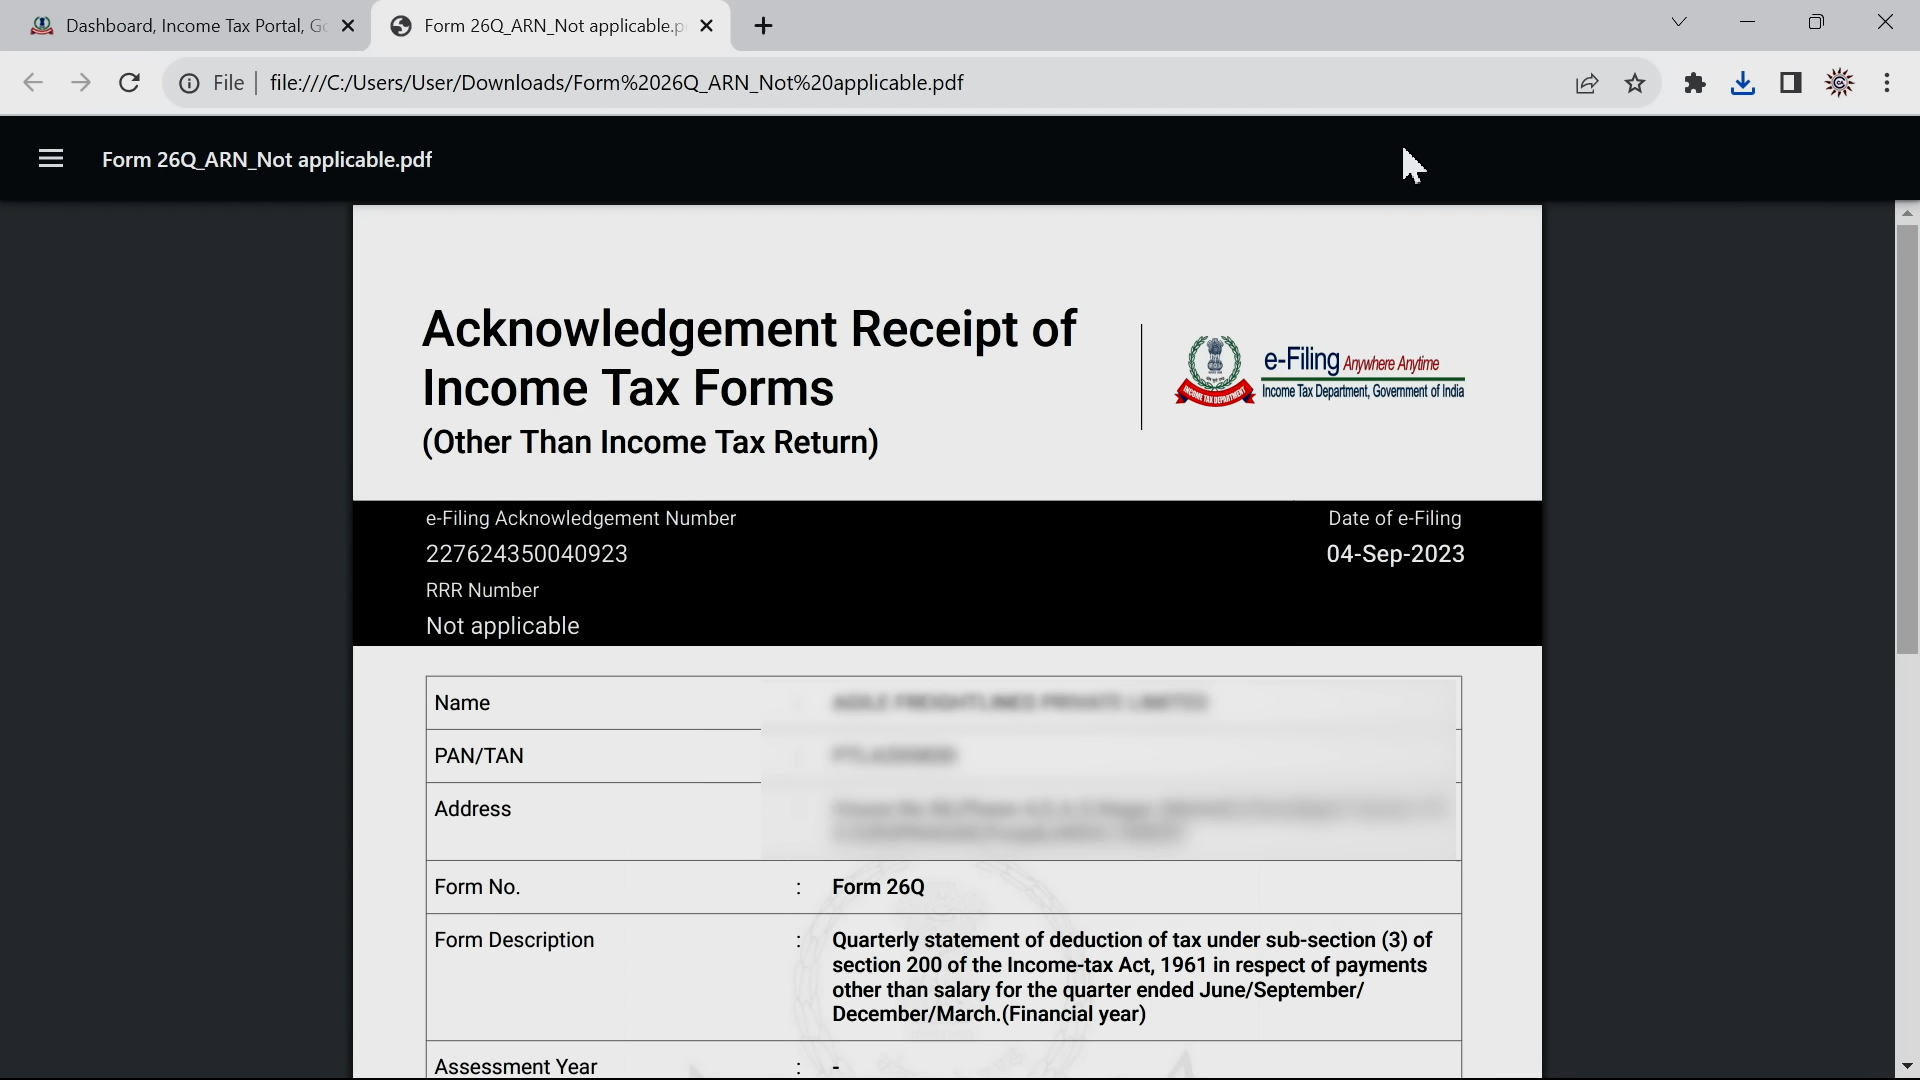 Dashboard, Income Tax Portal, Go
Form 26Q_ARN_Not applicable.p
File
file:///C:/Users/User/Downloads/Form%2026Q_ARN_Not%20applicable.pdf
Form 26Q_ARN_Not applicable.pdf
Acknowledgement Receipt of
Income Tax Forms
(Other Than Income Tax Return)
INCOME TAX DEPARTMENT
e-Filing Anywhere Anytime
Income Tax Department, Government of India
e-Filing Acknowledgement Number
Date of e-Filing
227624350040923
04-Sep-2023
RRR Number
Not applicable
Name
PAN/TAN
Address
Form No. : Form 26Q
Form Description : Quarterly statement of deduction of tax under sub-section (3) of
section 200 of the Income-tax Act, 1961 in respect of payments
other than salary for the quarter ended June/September/
December/March.(Financial year)
Assessment Year : -